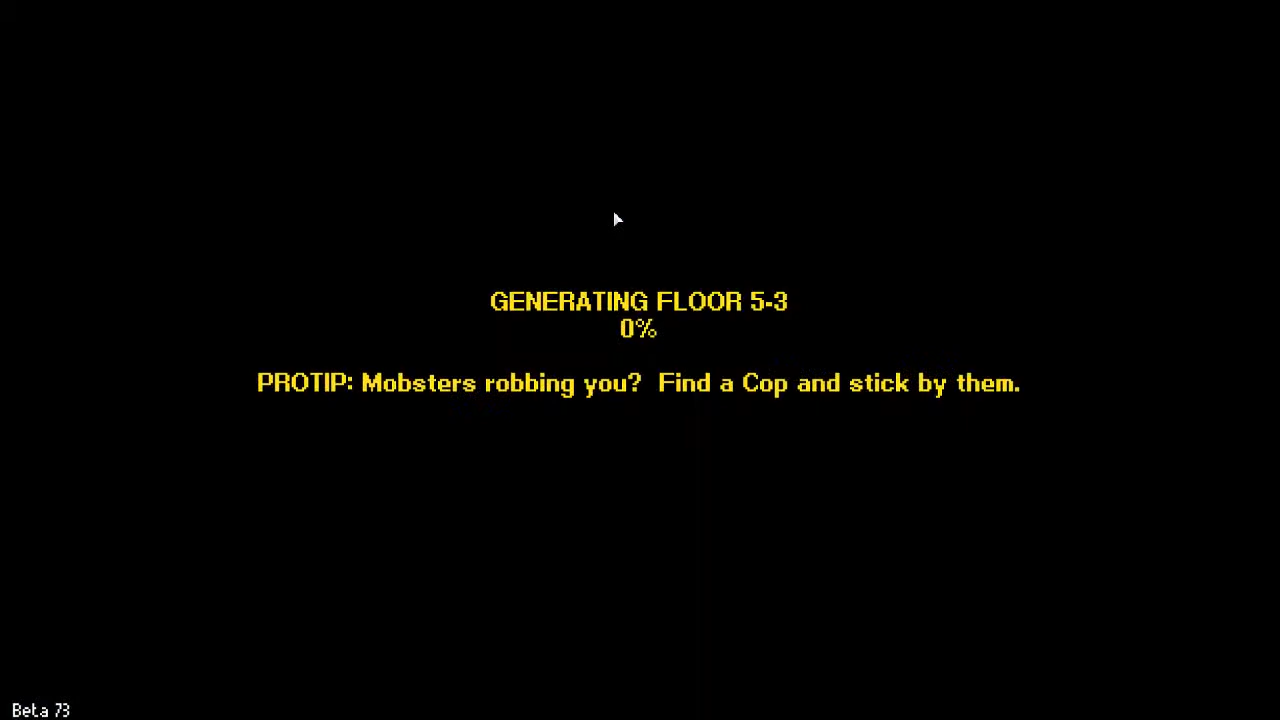 GENERATING FLOOR 5-3
0%
PROTIP: Mobsters robbing you?  Find a Cop and stick by them.
Beta 73